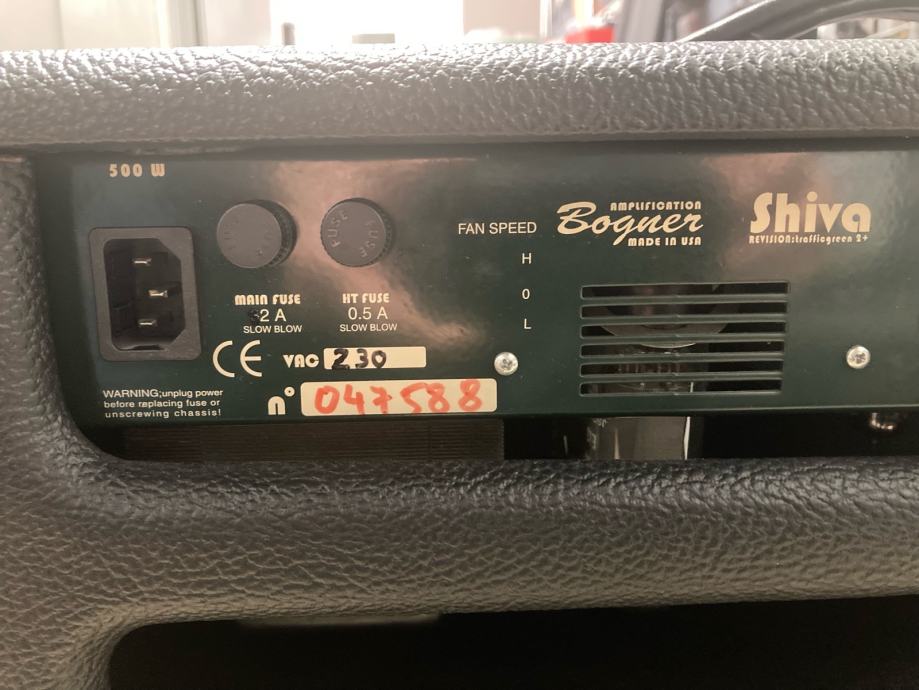 500 W
FUSE
MAIN FUSE
2 A
SLOW BLOW
HT FUSE
0.5 A
SLOW BLOW
CE
VAC 230
WARNING;unplug power
before replacing fuse or
unscrewing chassis!
n° 047588
FAN SPEED
H
0
L
AMPLIFICATION
Bogner
MADE IN USA
Shiva
REVISION:trafficgreen 2+